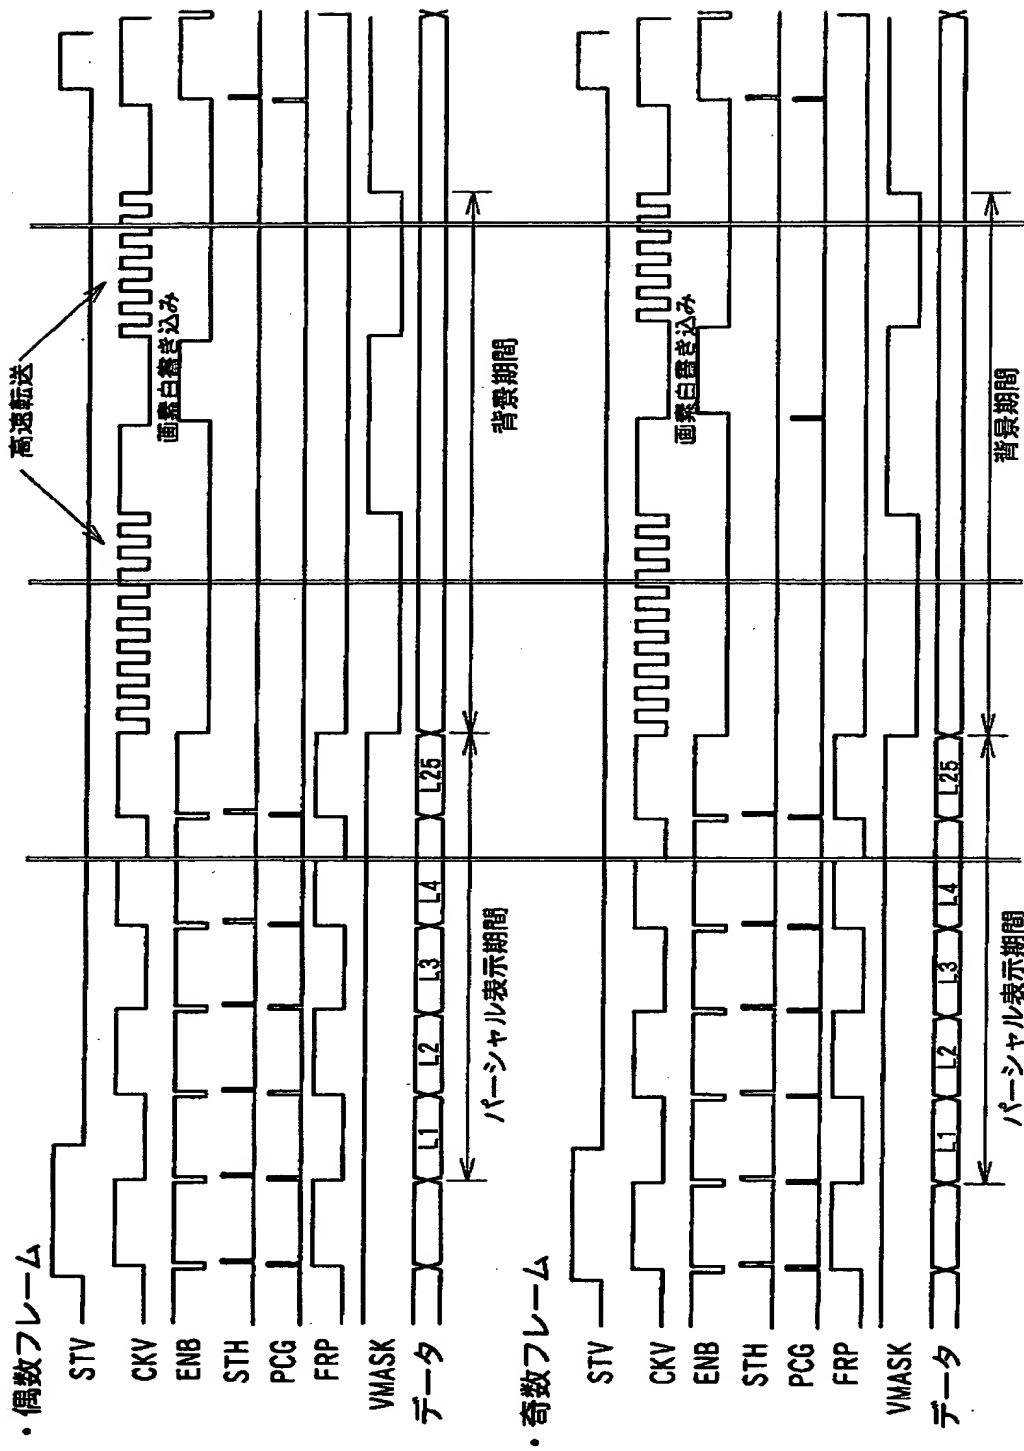 ・偶数フレーム
STV
高速転送
CKV
画素白書き込み
ENB
STH
PCG
FRP
VMASK
データ L1 L2 L3 L4 L25
パーシャル表示期間 背景期間
・奇数フレーム
STV
CKV
画素白書き込み
ENB
STH
PCG
FRP
VMASK
データ L1 L2 L3 L4 L25
パーシャル表示期間 背景期間